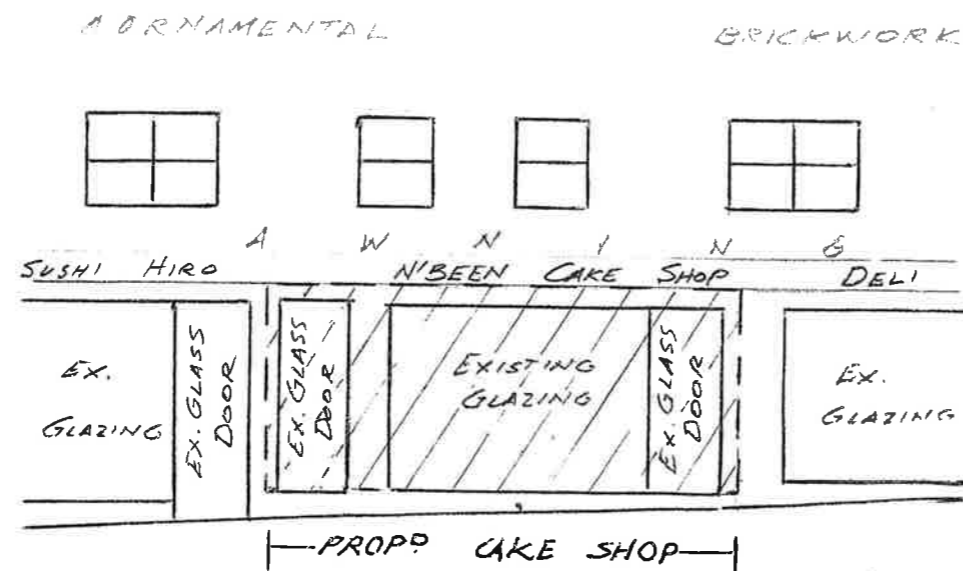 ORNAMENTAL BRICKWORK
A W N I N G
SUSHI HIRO N'BEEN CAKE SHOP DELI
EX. GLAZING
EX. GLASS DOOR
EX. GLASS DOOR
EXISTING GLAZING
EX. GLASS DOOR
EX. GLAZING
PROPD CAKE SHOP